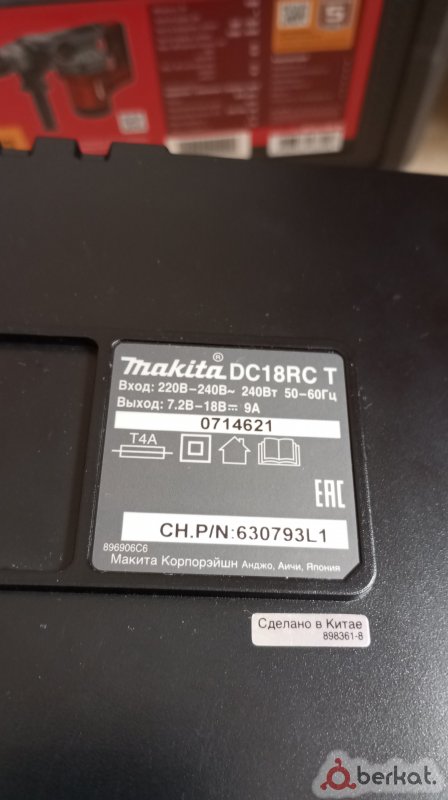 5
makita® DC18RC T
Вход: 220В-240В~ 240Вт 50-60Гц
Выход: 7.2В-18В⎓ 9А
0714621
T4A
EAC
CH.P/N:630793L1
896906C6
Макита Корпорэйшн Анджо, Аичи, Япония
Сделано в Китае
898361-8
berkat.